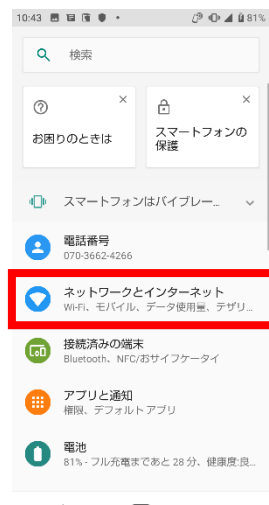 10:43
81%
検索
お困りのときは
スマートフォンの
保護
スマートフォンはバイブレー...
電話番号
070-3662-4266
ネットワークとインターネット
Wi-Fi、モバイル、データ使用量、テザリ...
接続済みの端末
Bluetooth、NFC/おサイフケータイ
アプリと通知
権限、デフォルト アプリ
電池
81% - フル充電まであと 28 分、健康度:良...